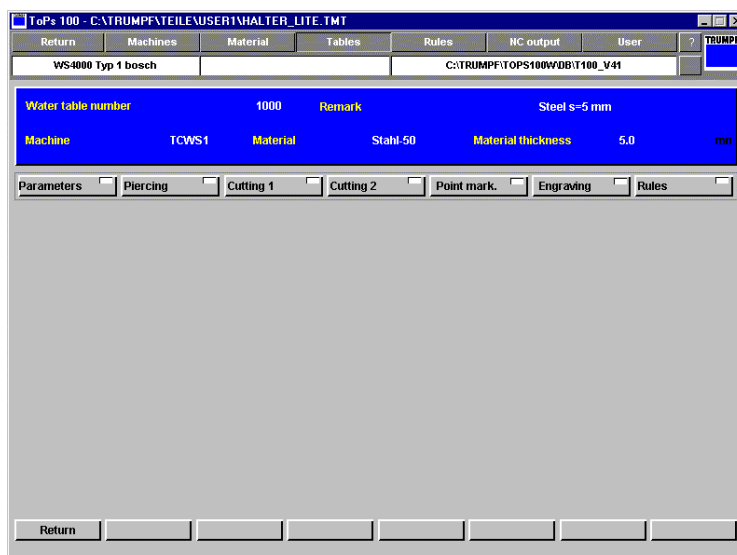 ToPs 100 - C:\TRUMPF\TEILE\USER1\HALTER_LITE.TMT
Return Machines Material Tables Rules NC output User ? TRUMPF
WS4000 Typ 1 bosch C:\TRUMPF\TOPS100W\DB\T100_V41
Water table number 1000 Remark Steel s=5 mm
Machine TCWS1 Material Stahl-50 Material thickness 5.0 mm
Parameters Piercing Cutting 1 Cutting 2 Point mark. Engraving Rules
Return